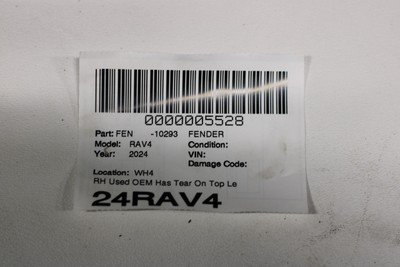 0000005528
Part: FEN -10293 FENDER
Model: RAV4 Condition:
Year: 2024 VIN:
Damage Code:
Location: WH4
RH Used OEM Has Tear On Top Le
24RAV4